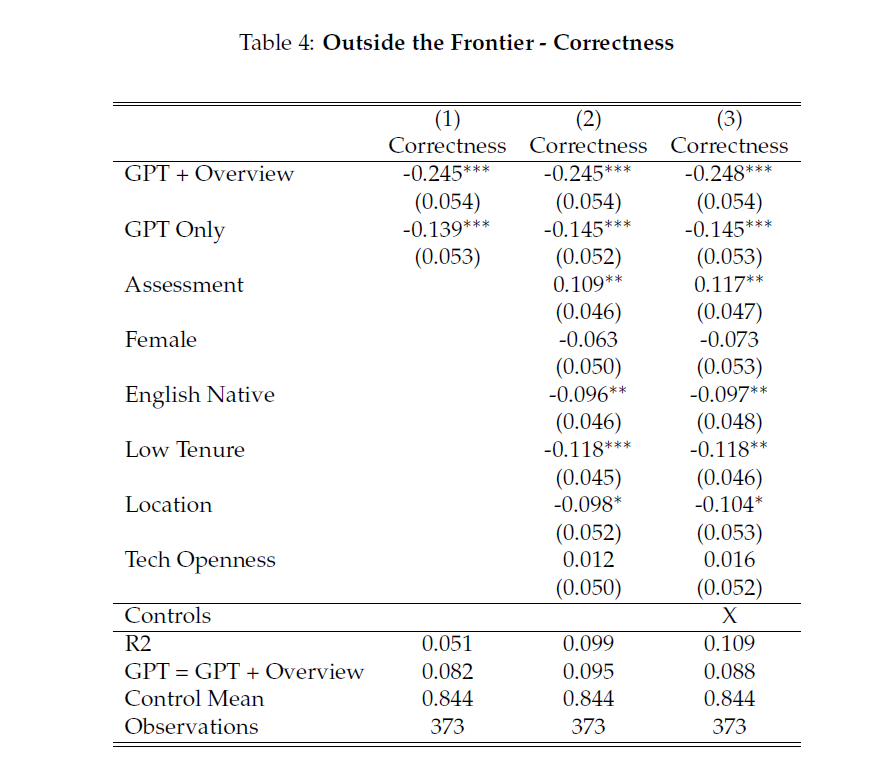 Table 4: Outside the Frontier - Correctness
(1) (2) (3)
Correctness Correctness Correctness
GPT + Overview -0.245*** -0.245*** -0.248***
(0.054) (0.054) (0.054)
GPT Only -0.139*** -0.145*** -0.145***
(0.053) (0.052) (0.053)
Assessment 0.109** 0.117**
(0.046) (0.047)
Female -0.063 -0.073
(0.050) (0.053)
English Native -0.096** -0.097**
(0.046) (0.048)
Low Tenure -0.118*** -0.118**
(0.045) (0.046)
Location -0.098* -0.104*
(0.052) (0.053)
Tech Openness 0.012 0.016
(0.050) (0.052)
Controls X
R2 0.051 0.099 0.109
GPT = GPT + Overview 0.082 0.095 0.088
Control Mean 0.844 0.844 0.844
Observations 373 373 373